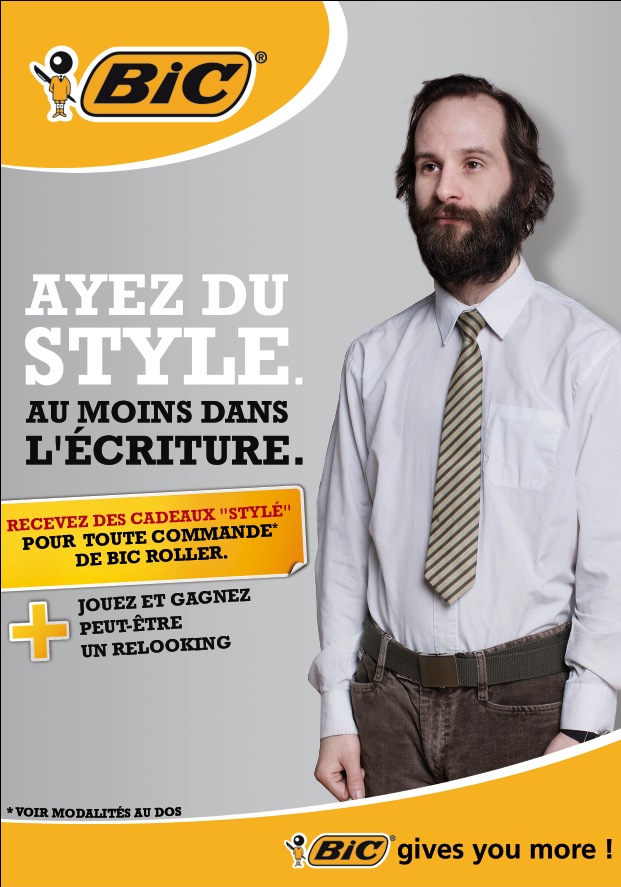 BiC®
AYEZ DU
STYLE.
AU MOINS DANS
L'ÉCRITURE.
RECEVEZ DES CADEAUX "STYLÉ"
POUR TOUTE COMMANDE*
DE BIC ROLLER.
+ JOUEZ ET GAGNEZ
PEUT-ÊTRE
UN RELOOKING
* VOIR MODALITÉS AU DOS
BiC® gives you more !